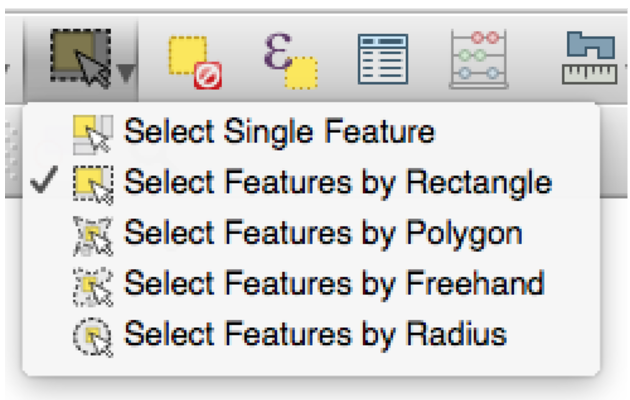 ε
Select Single Feature
Select Features by Rectangle
Select Features by Polygon
Select Features by Freehand
Select Features by Radius